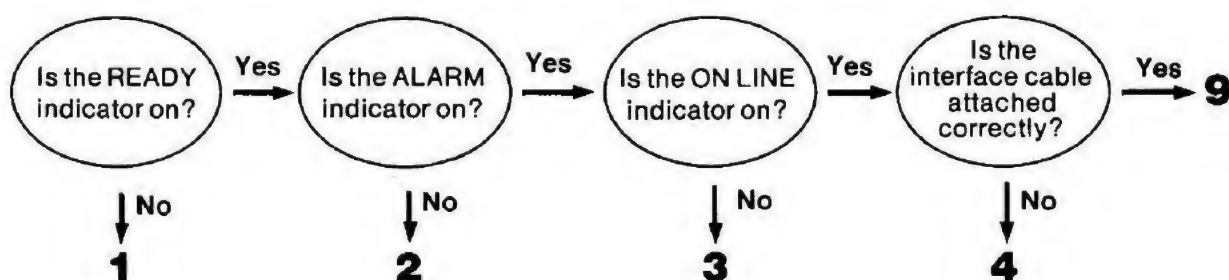 Is the READY
indicator on?
Yes
Is the ALARM
indicator on?
Yes
Is the ON LINE
indicator on?
Yes
Is the
interface cable
attached
correctly?
Yes
9
No
1
No
2
No
3
No
4